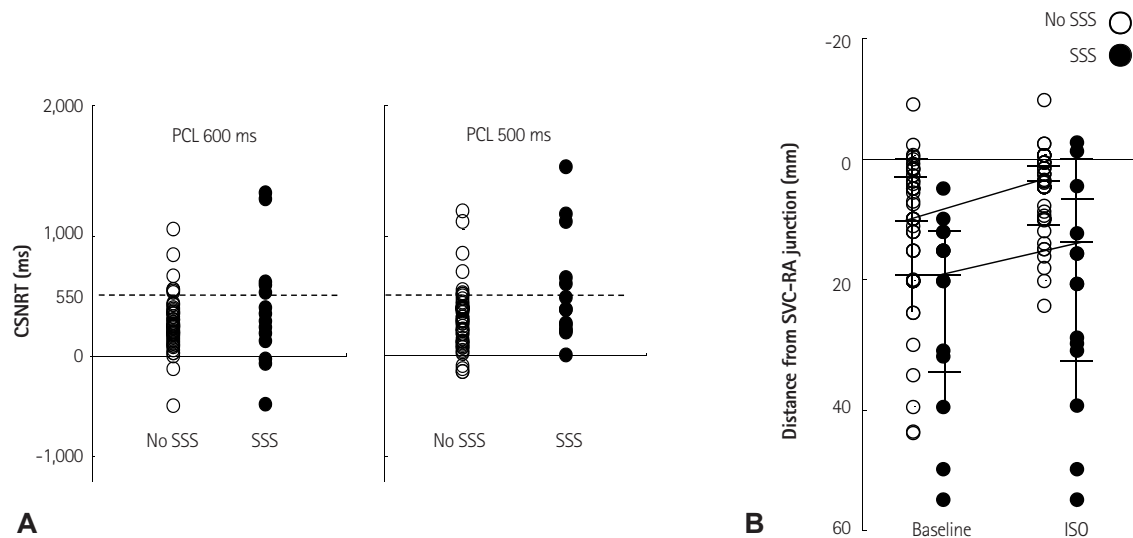 2,000
1,000
550
0
-1,000
CSNRT (ms)
PCL 600 ms
No SSS
SSS
PCL 500 ms
No SSS
SSS
A
No SSS
SSS
-20
0
20
40
60
Distance from SVC-RA junction (mm)
Baseline
ISO
B